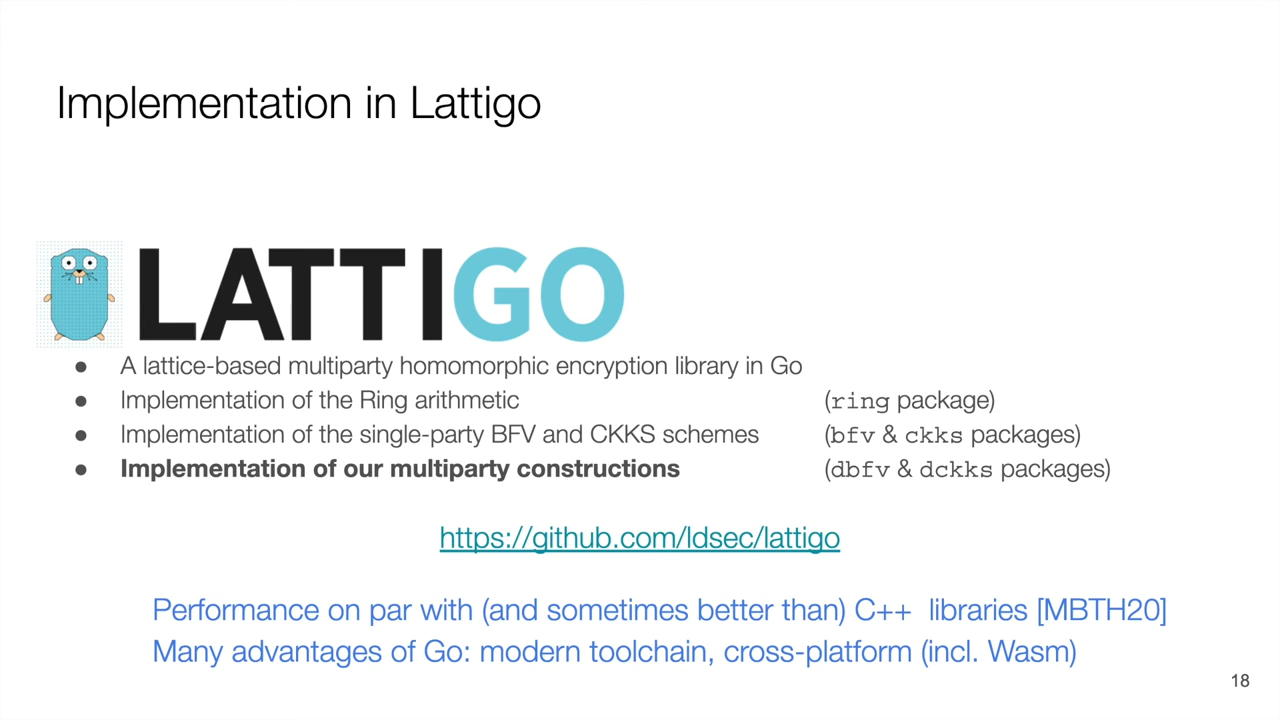 Implementation in Lattigo
LATTIGO
● A lattice-based multiparty homomorphic encryption library in Go
● Implementation of the Ring arithmetic (ring package)
● Implementation of the single-party BFV and CKKS schemes (bfv & ckks packages)
● Implementation of our multiparty constructions (dbfv & dckks packages)
https://github.com/ldsec/lattigo
Performance on par with (and sometimes better than) C++ libraries [MBTH20]
Many advantages of Go: modern toolchain, cross-platform (incl. Wasm)
18